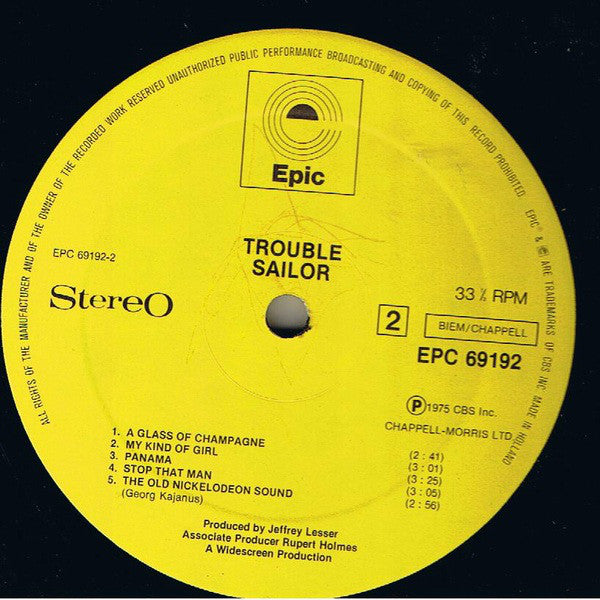 ALL RIGHTS OF THE MANUFACTURER AND OF THE OWNER OF THE RECORDED WORK RESERVED UNAUTHORIZED PUBLIC PERFORMANCE BROADCASTING AND COPYING OF THIS RECORD PROHIBITED EPIC® & e ARE TRADEMARKS OF CBS INC. MADE IN HOLLAND
e
Epic
TROUBLE
SAILOR
EPC 69192-2
Stereo
33 ⅓ RPM
2 BIEM/CHAPPELL
EPC 69192
Ⓟ1975 CBS Inc.
CHAPPELL-MORRIS LTD
1. A GLASS OF CHAMPAGNE (2 : 41)
2. MY KIND OF GIRL (3 : 01)
3. PANAMA (3 : 25)
4. STOP THAT MAN (3 : 05)
5. THE OLD NICKELODEON SOUND (2 : 56)
(Georg Kajanus)
Produced by Jeffrey Lesser
Associate Producer Rupert Holmes
A Widescreen Production